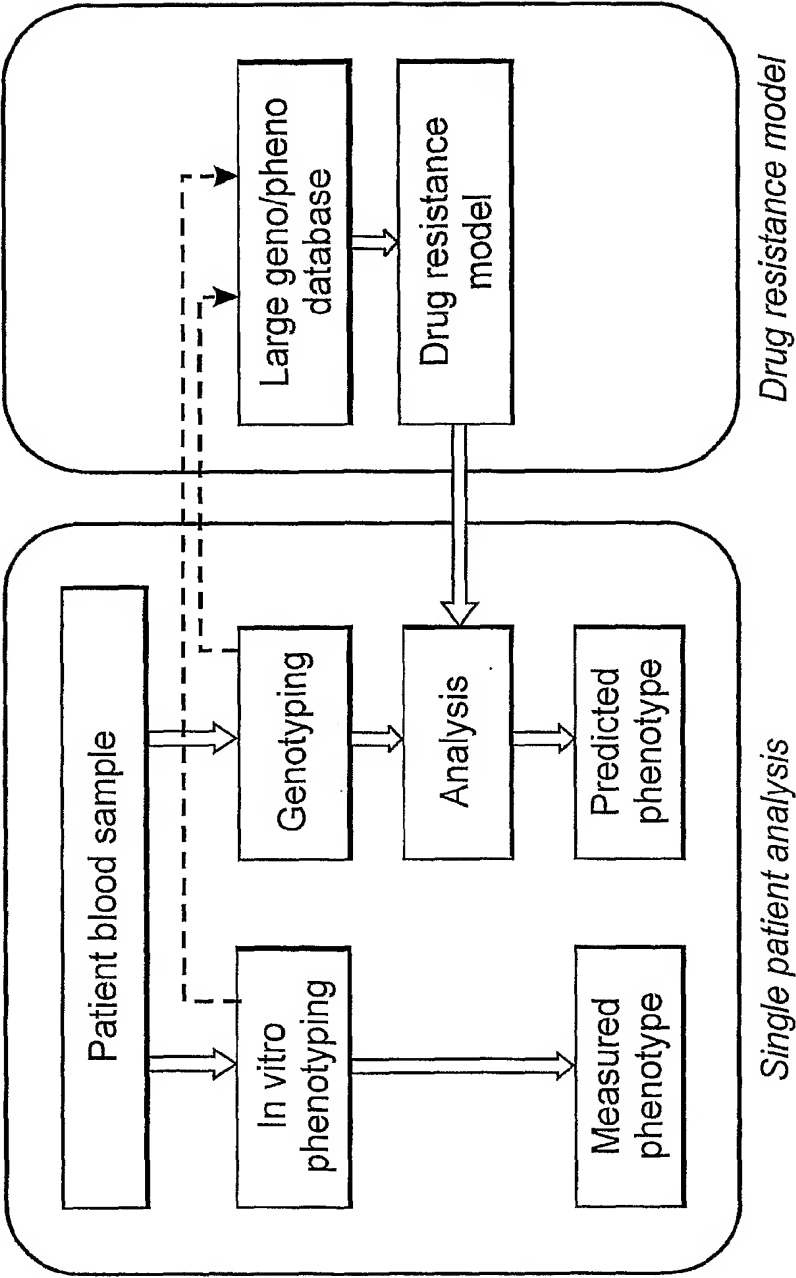 Patient blood sample
In vitro
phenotyping
Genotyping
Analysis
Measured
phenotype
Predicted
phenotype
Single patient analysis
Large geno/pheno
database
Drug resistance
model
Drug resistance model